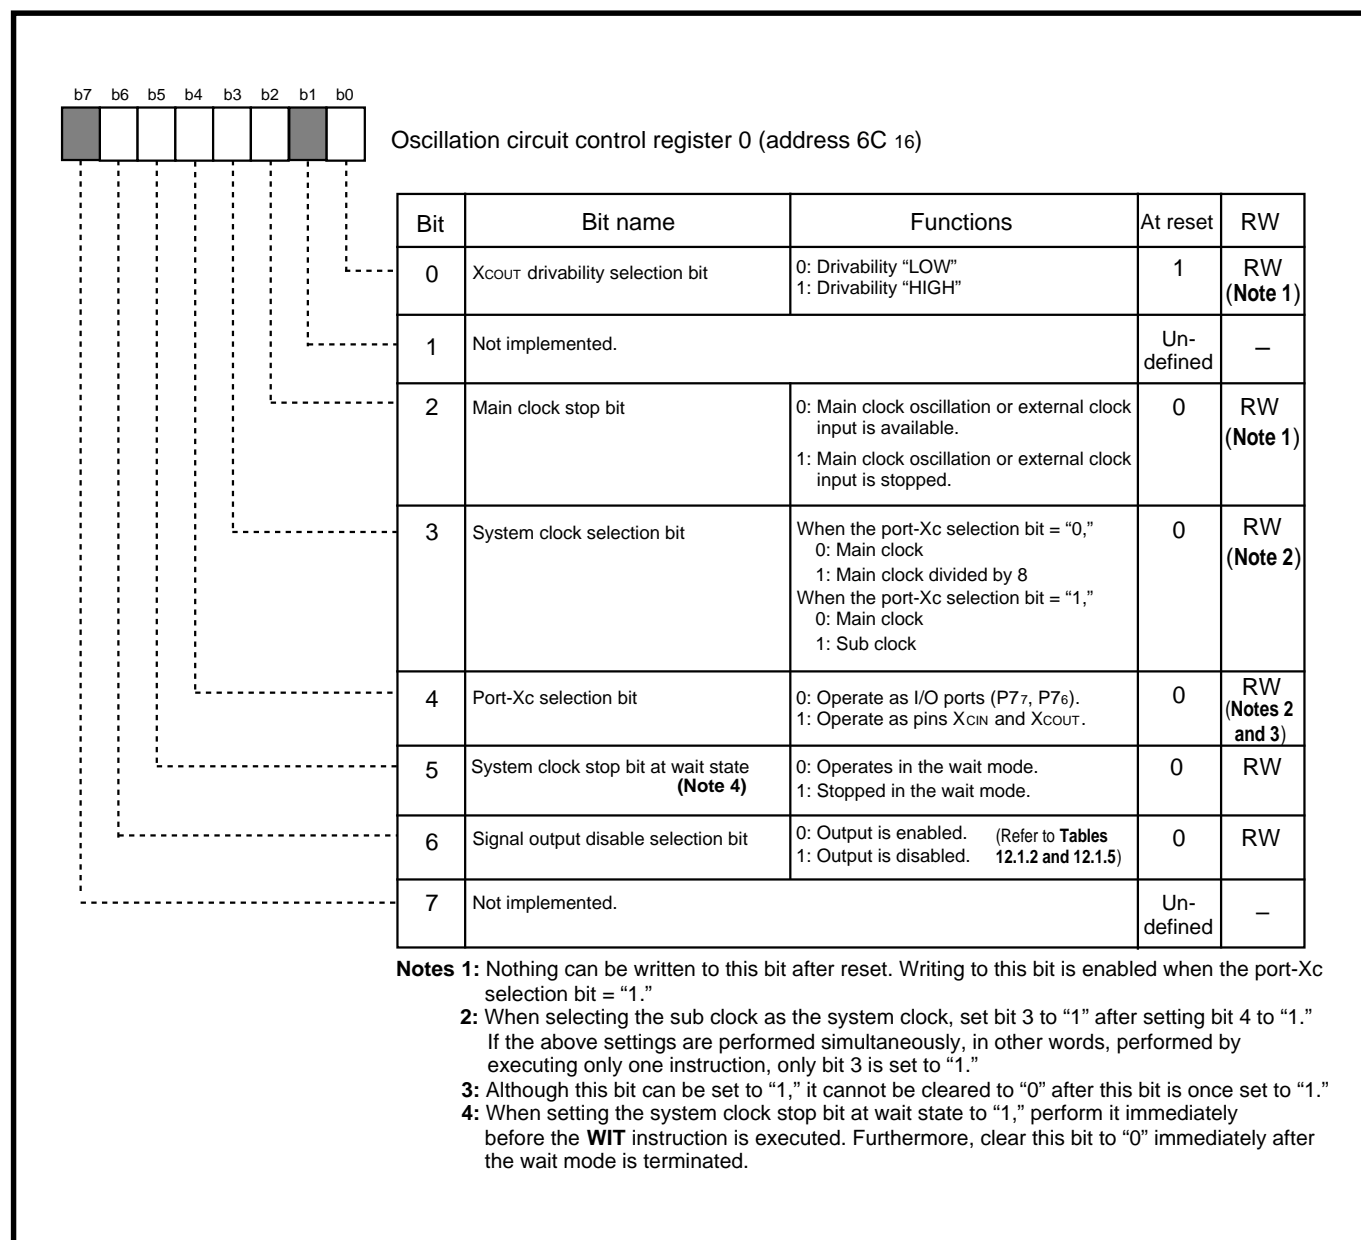 b7 b6 b5 b4 b3 b2 b1 b0
Oscillation circuit control register 0 (address 6C 16)
Bit Bit name Functions At reset RW
0 XCOUT drivability selection bit 0: Drivability “LOW” 1 RW
1: Drivability “HIGH” (Note 1)
1 Not implemented. Un- –
defined
2 Main clock stop bit 0: Main clock oscillation or external clock 0 RW
input is available. (Note 1)
1: Main clock oscillation or external clock
input is stopped.
3 System clock selection bit When the port-Xc selection bit = “0,” 0 RW
0: Main clock (Note 2)
1: Main clock divided by 8
When the port-Xc selection bit = “1,”
0: Main clock
1: Sub clock
4 Port-Xc selection bit 0: Operate as I/O ports (P77, P76). 0 RW
1: Operate as pins XCIN and XCOUT. (Notes 2
and 3)
5 System clock stop bit at wait state 0: Operates in the wait mode. 0 RW
(Note 4) 1: Stopped in the wait mode.
6 Signal output disable selection bit 0: Output is enabled. (Refer to Tables 0 RW
1: Output is disabled. 12.1.2 and 12.1.5)
7 Not implemented. Un- –
defined
Notes 1: Nothing can be written to this bit after reset. Writing to this bit is enabled when the port-Xc
selection bit = “1.”
2: When selecting the sub clock as the system clock, set bit 3 to “1” after setting bit 4 to “1.”
If the above settings are performed simultaneously, in other words, performed by
executing only one instruction, only bit 3 is set to “1.”
3: Although this bit can be set to “1,” it cannot be cleared to “0” after this bit is once set to “1.”
4: When setting the system clock stop bit at wait state to “1,” perform it immediately
before the WIT instruction is executed. Furthermore, clear this bit to “0” immediately after
the wait mode is terminated.